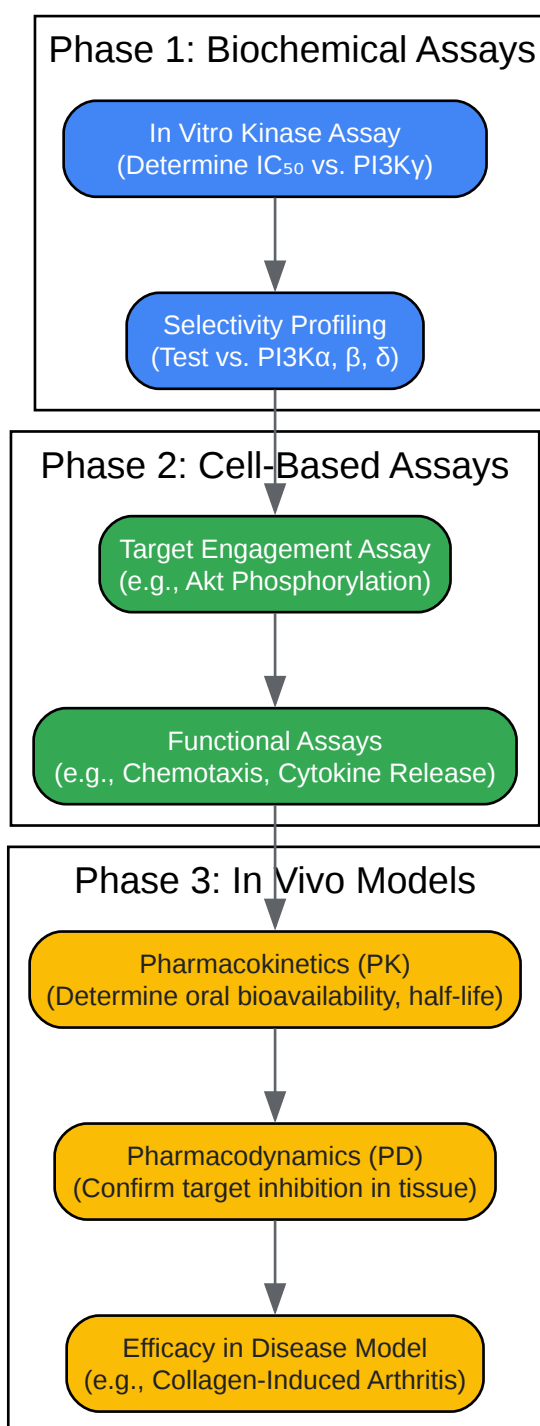 Phase 1: Biochemical Assays
In Vitro Kinase Assay
(Determine IC₅₀ vs. PI3Kγ)
Selectivity Profiling
(Test vs. PI3Kα, β, δ)
Phase 2: Cell-Based Assays
Target Engagement Assay
(e.g., Akt Phosphorylation)
Functional Assays
(e.g., Chemotaxis, Cytokine Release)
Phase 3: In Vivo Models
Pharmacokinetics (PK)
(Determine oral bioavailability, half-life)
Pharmacodynamics (PD)
(Confirm target inhibition in tissue)
Efficacy in Disease Model
(e.g., Collagen-Induced Arthritis)